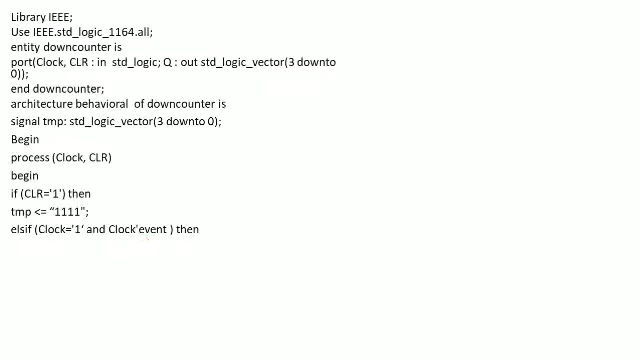 Library IEEE;
Use IEEE.std_logic_1164.all;
entity downcounter is
port(Clock, CLR : in  std_logic; Q : out std_logic_vector(3 downto
0));
end downcounter;
architecture behavioral  of downcounter is
signal tmp: std_logic_vector(3 downto 0);
Begin
process (Clock, CLR)
begin
if (CLR='1') then
tmp <= “1111";
elsif (Clock='1‘ and Clock'event ) then